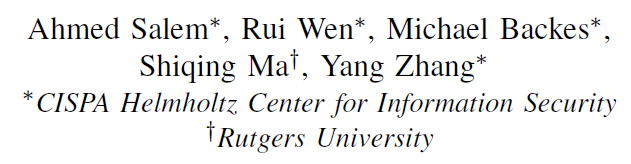 Ahmed Salem*, Rui Wen*, Michael Backes*,
Shiqing Ma†, Yang Zhang*
*CISPA Helmholtz Center for Information Security
†Rutgers University